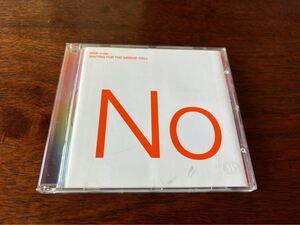 new order
WAITING FOR THE SIRENS' CALL
No